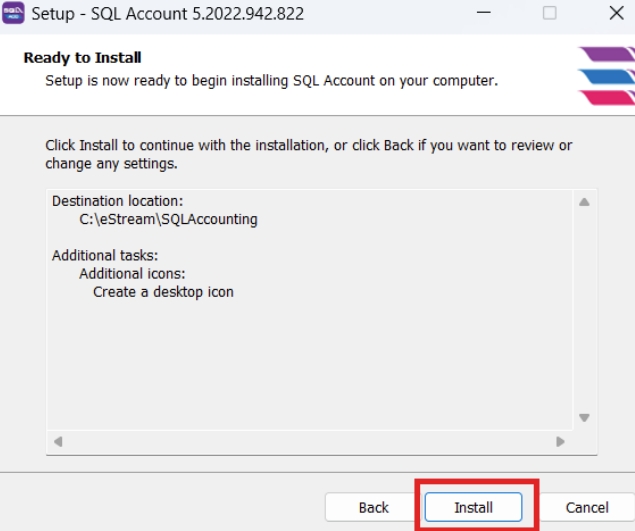 Setup - SQL Account 5.2022.942.822
Ready to Install
Setup is now ready to begin installing SQL Account on your computer.
Click Install to continue with the installation, or click Back if you want to review or
change any settings.
Destination location:
C:\eStream\SQLAccounting
Additional tasks:
Additional icons:
Create a desktop icon
Back
Install
Cancel